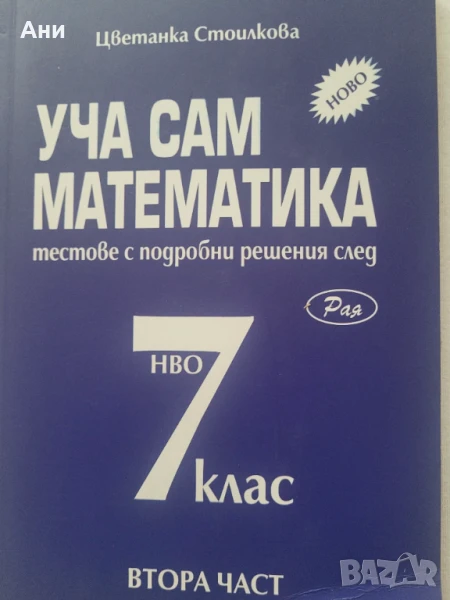 Ани
Цветанка Стоилкова
НОВО
УЧА САМ
МАТЕМАТИКА
тестове с подробни решения след
Рая
НВО
7
клас
ВТОРА ЧАСТ
BAZAR